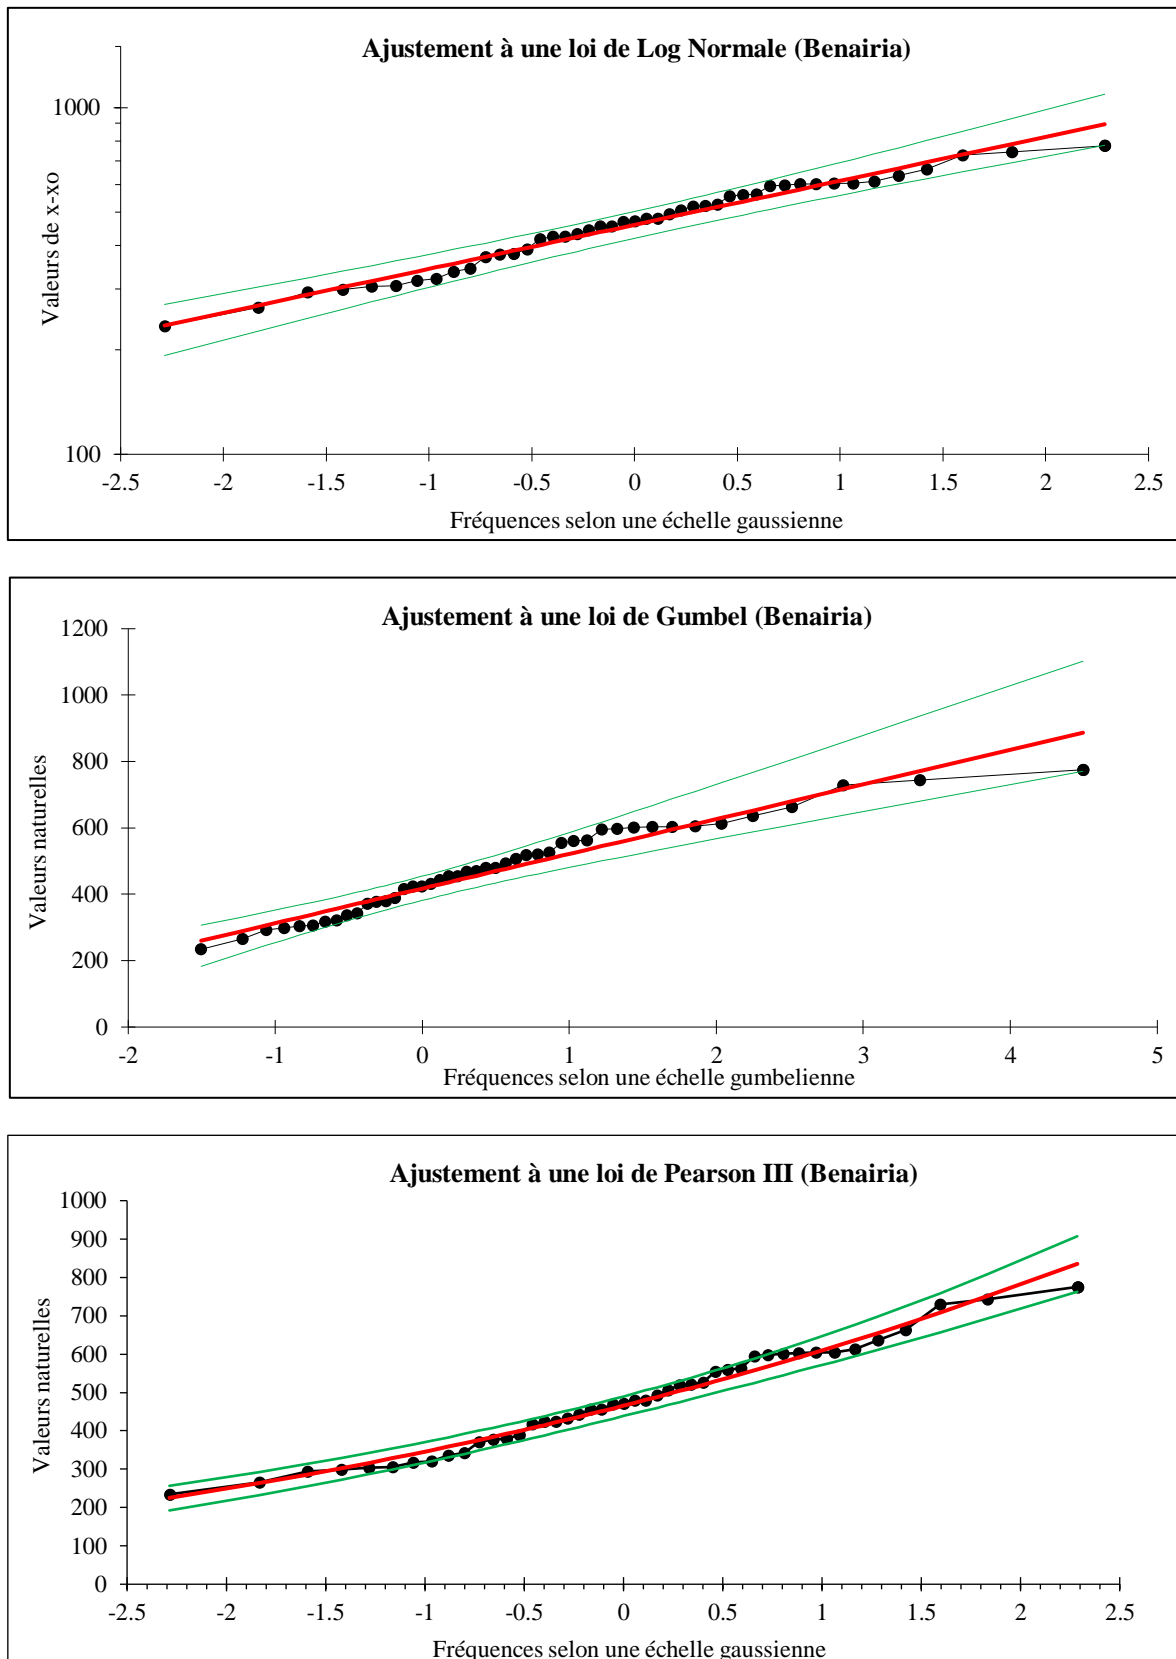 Ajustement à une loi de Log Normale (Benairia)
Valeurs de x-xo
1000
100
-2.5 -2 -1.5 -1 -0.5 0 0.5 1 1.5 2 2.5
Fréquences selon une échelle gaussienne
Ajustement à une loi de Gumbel (Benairia)
Valeurs naturelles
1200
1000
800
600
400
200
0
-2 -1 0 1 2 3 4 5
Fréquences selon une échelle gumbelienne
Ajustement à une loi de Pearson III (Benairia)
Valeurs naturelles
1000
900
800
700
600
500
400
300
200
100
0
-2.5 -2 -1.5 -1 -0.5 0 0.5 1 1.5 2 2.5
Fréquences selon une échelle gaussienne